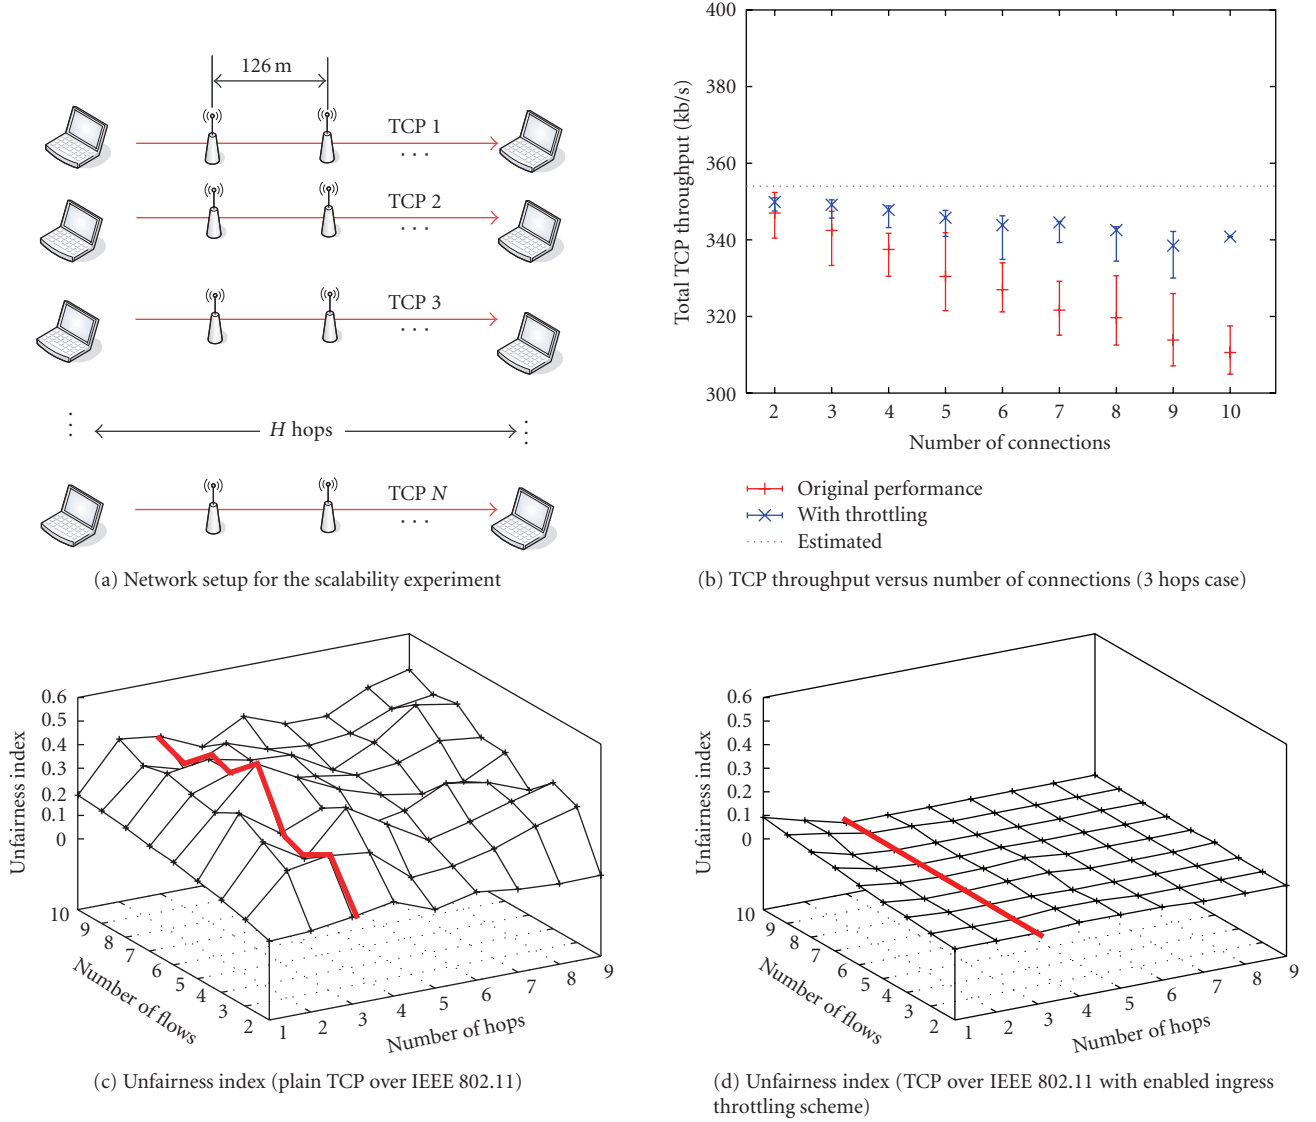 126 m
TCP 1
. . .
TCP 2
. . .
TCP 3
. . .
H hops
TCP N
. . .
(a) Network setup for the scalability experiment
400
380
360
340
320
300
Total TCP throughput (kb/s)
2 3 4 5 6 7 8 9 10
Number of connections
Original performance
With throttling
Estimated
(b) TCP throughput versus number of connections (3 hops case)
0.6
0.5
0.4
0.3
0.2
0.1
0
Unfairness index
10
9
8
7
6
5
4
3
2
Number of flows
1 2 3 4 5 6 7 8 9
Number of hops
(c) Unfairness index (plain TCP over IEEE 802.11)
0.6
0.5
0.4
0.3
0.2
0.1
0
Unfairness index
10
9
8
7
6
5
4
3
2
Number of flows
1 2 3 4 5 6 7 8 9
Number of hops
(d) Unfairness index (TCP over IEEE 802.11 with enabled ingress
throttling scheme)